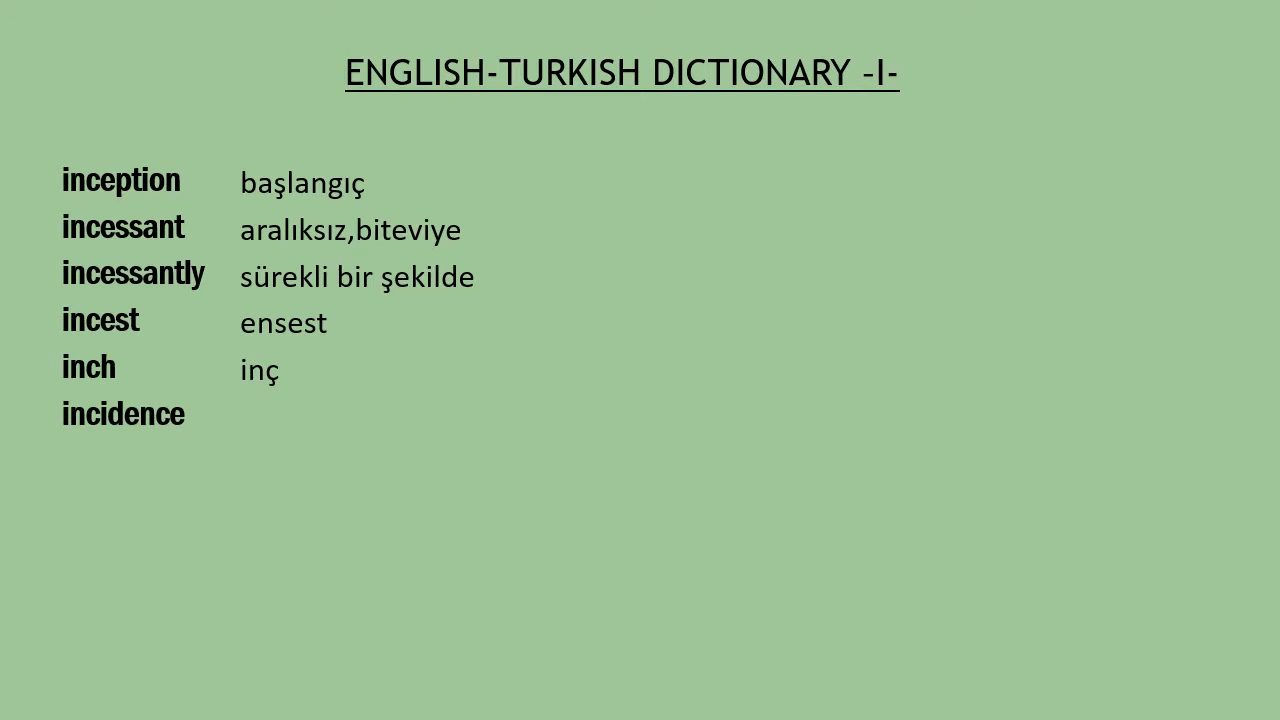 ENGLISH-TURKISH DICTIONARY –I-
inception başlangıç
incessant aralıksız,biteviye
incessantly sürekli bir şekilde
incest ensest
inch inç
incidence